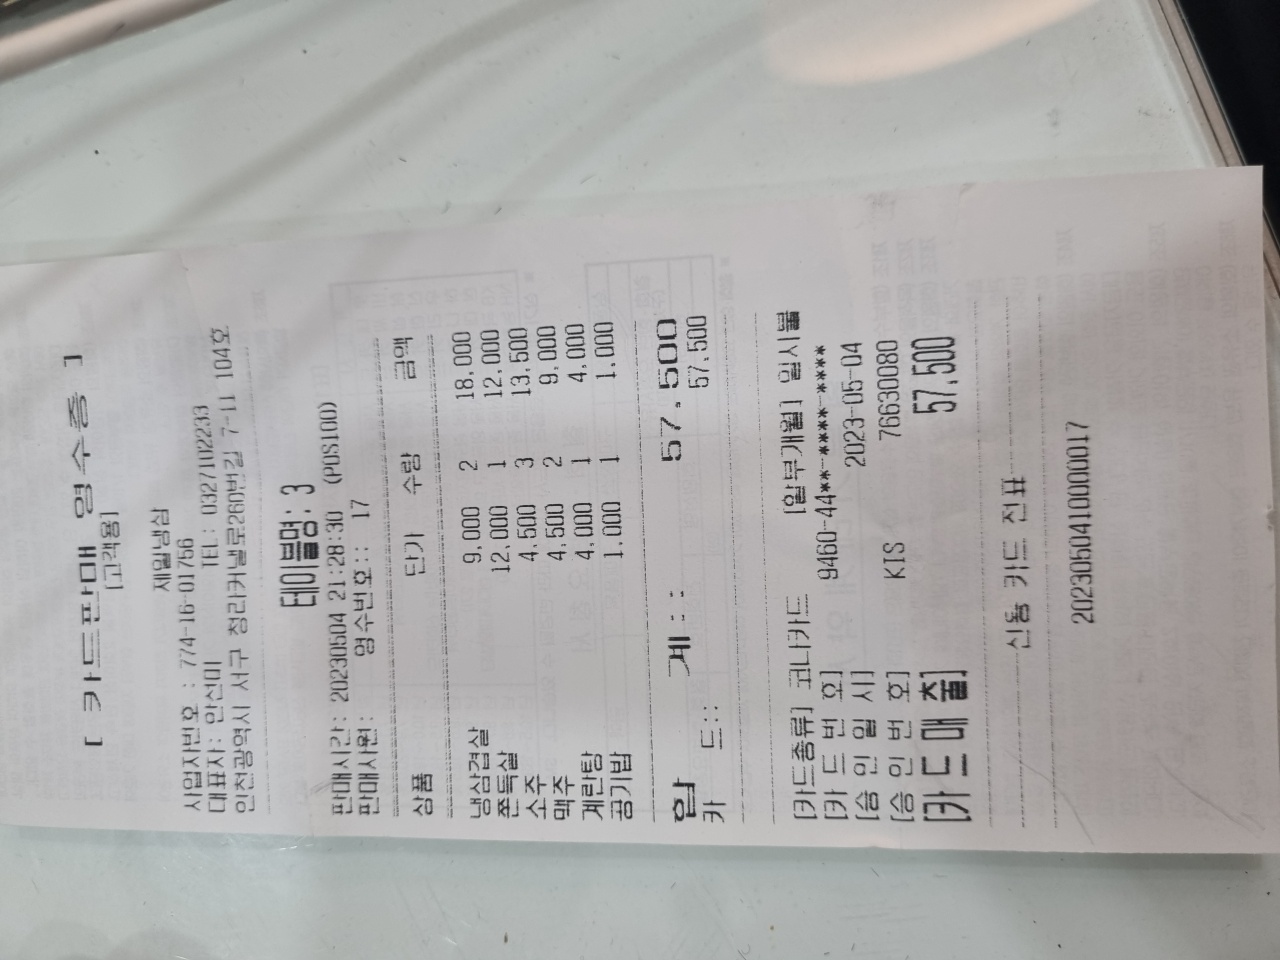 [ 카드판매 영수증 ]
[고객용]
제일냉삼
사업자번호 : 774-16-01756
대표자: 안선미 TEL: 0327102233
인천광역시 서구 청라커낼로260번길 7-11 104호
테이블명: 3
판매시간: 20230504 21:28:30 (POS100)
판매사원: 영수번호:: 17
상품 단가 수량 금액
냉삼겹살 9,000 2 18,000
쫀득살 12,000 1 12,000
소주 4,500 3 13,500
맥주 4,500 2 9,000
계란탕 4,000 1 4,000
공기밥 1,000 1 1,000
합 계:: 57,500
카 드:: 57,500
[카드종류] 코나카드 [할부개월] 일시불
[카 드 번 호] 9460-44**-****-****
[승 인 일 시] 2023-05-04
[승 인 번 호] KIS 76630080
[카 드 매 출] 57,500
신용 카드 전표
20230504100000017